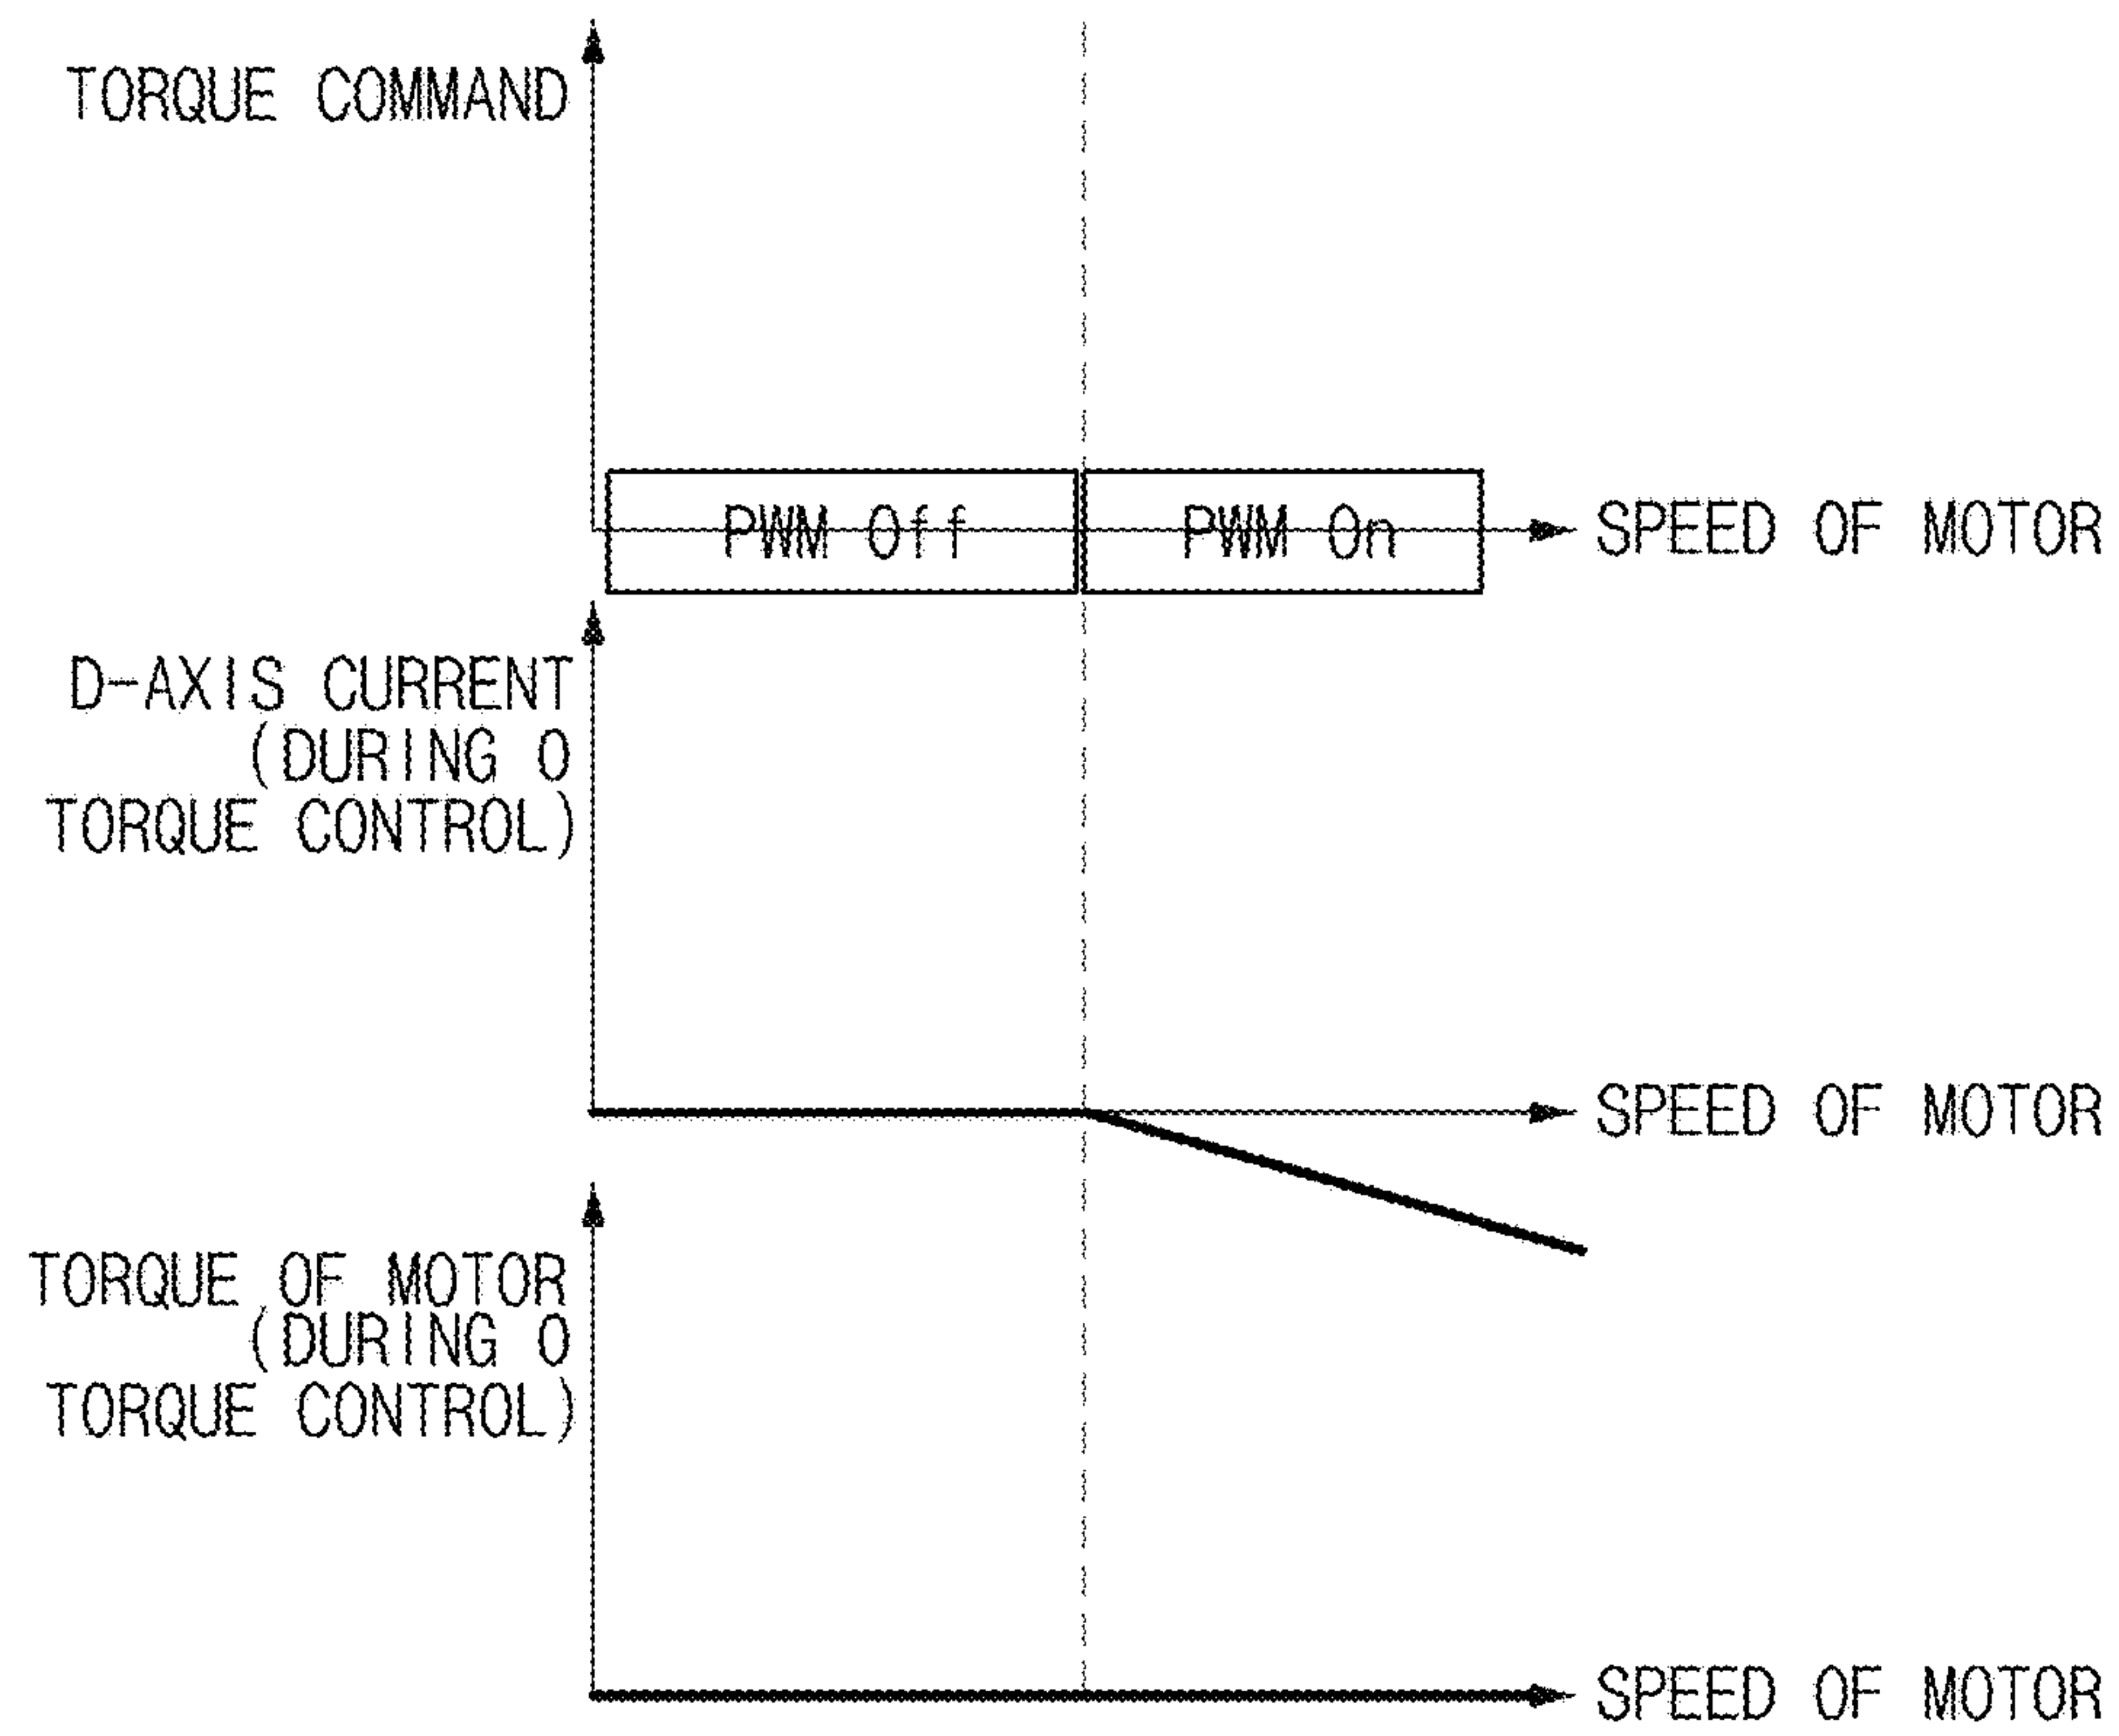 TORQUE COMMAND
PWM Off
PWM On
SPEED OF MOTOR
D-AXIS CURRENT
(DURING 0
TORQUE CONTROL)
SPEED OF MOTOR
TORQUE OF MOTOR
(DURING 0
TORQUE CONTROL)
SPEED OF MOTOR